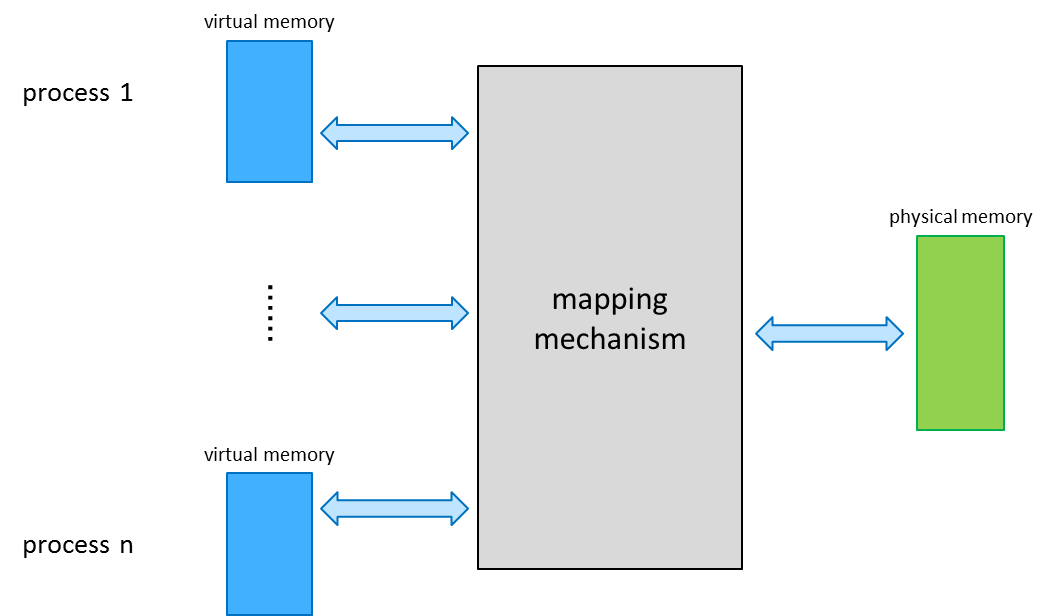 virtual memory
process 1
physical memory
mapping
mechanism
virtual memory
process n